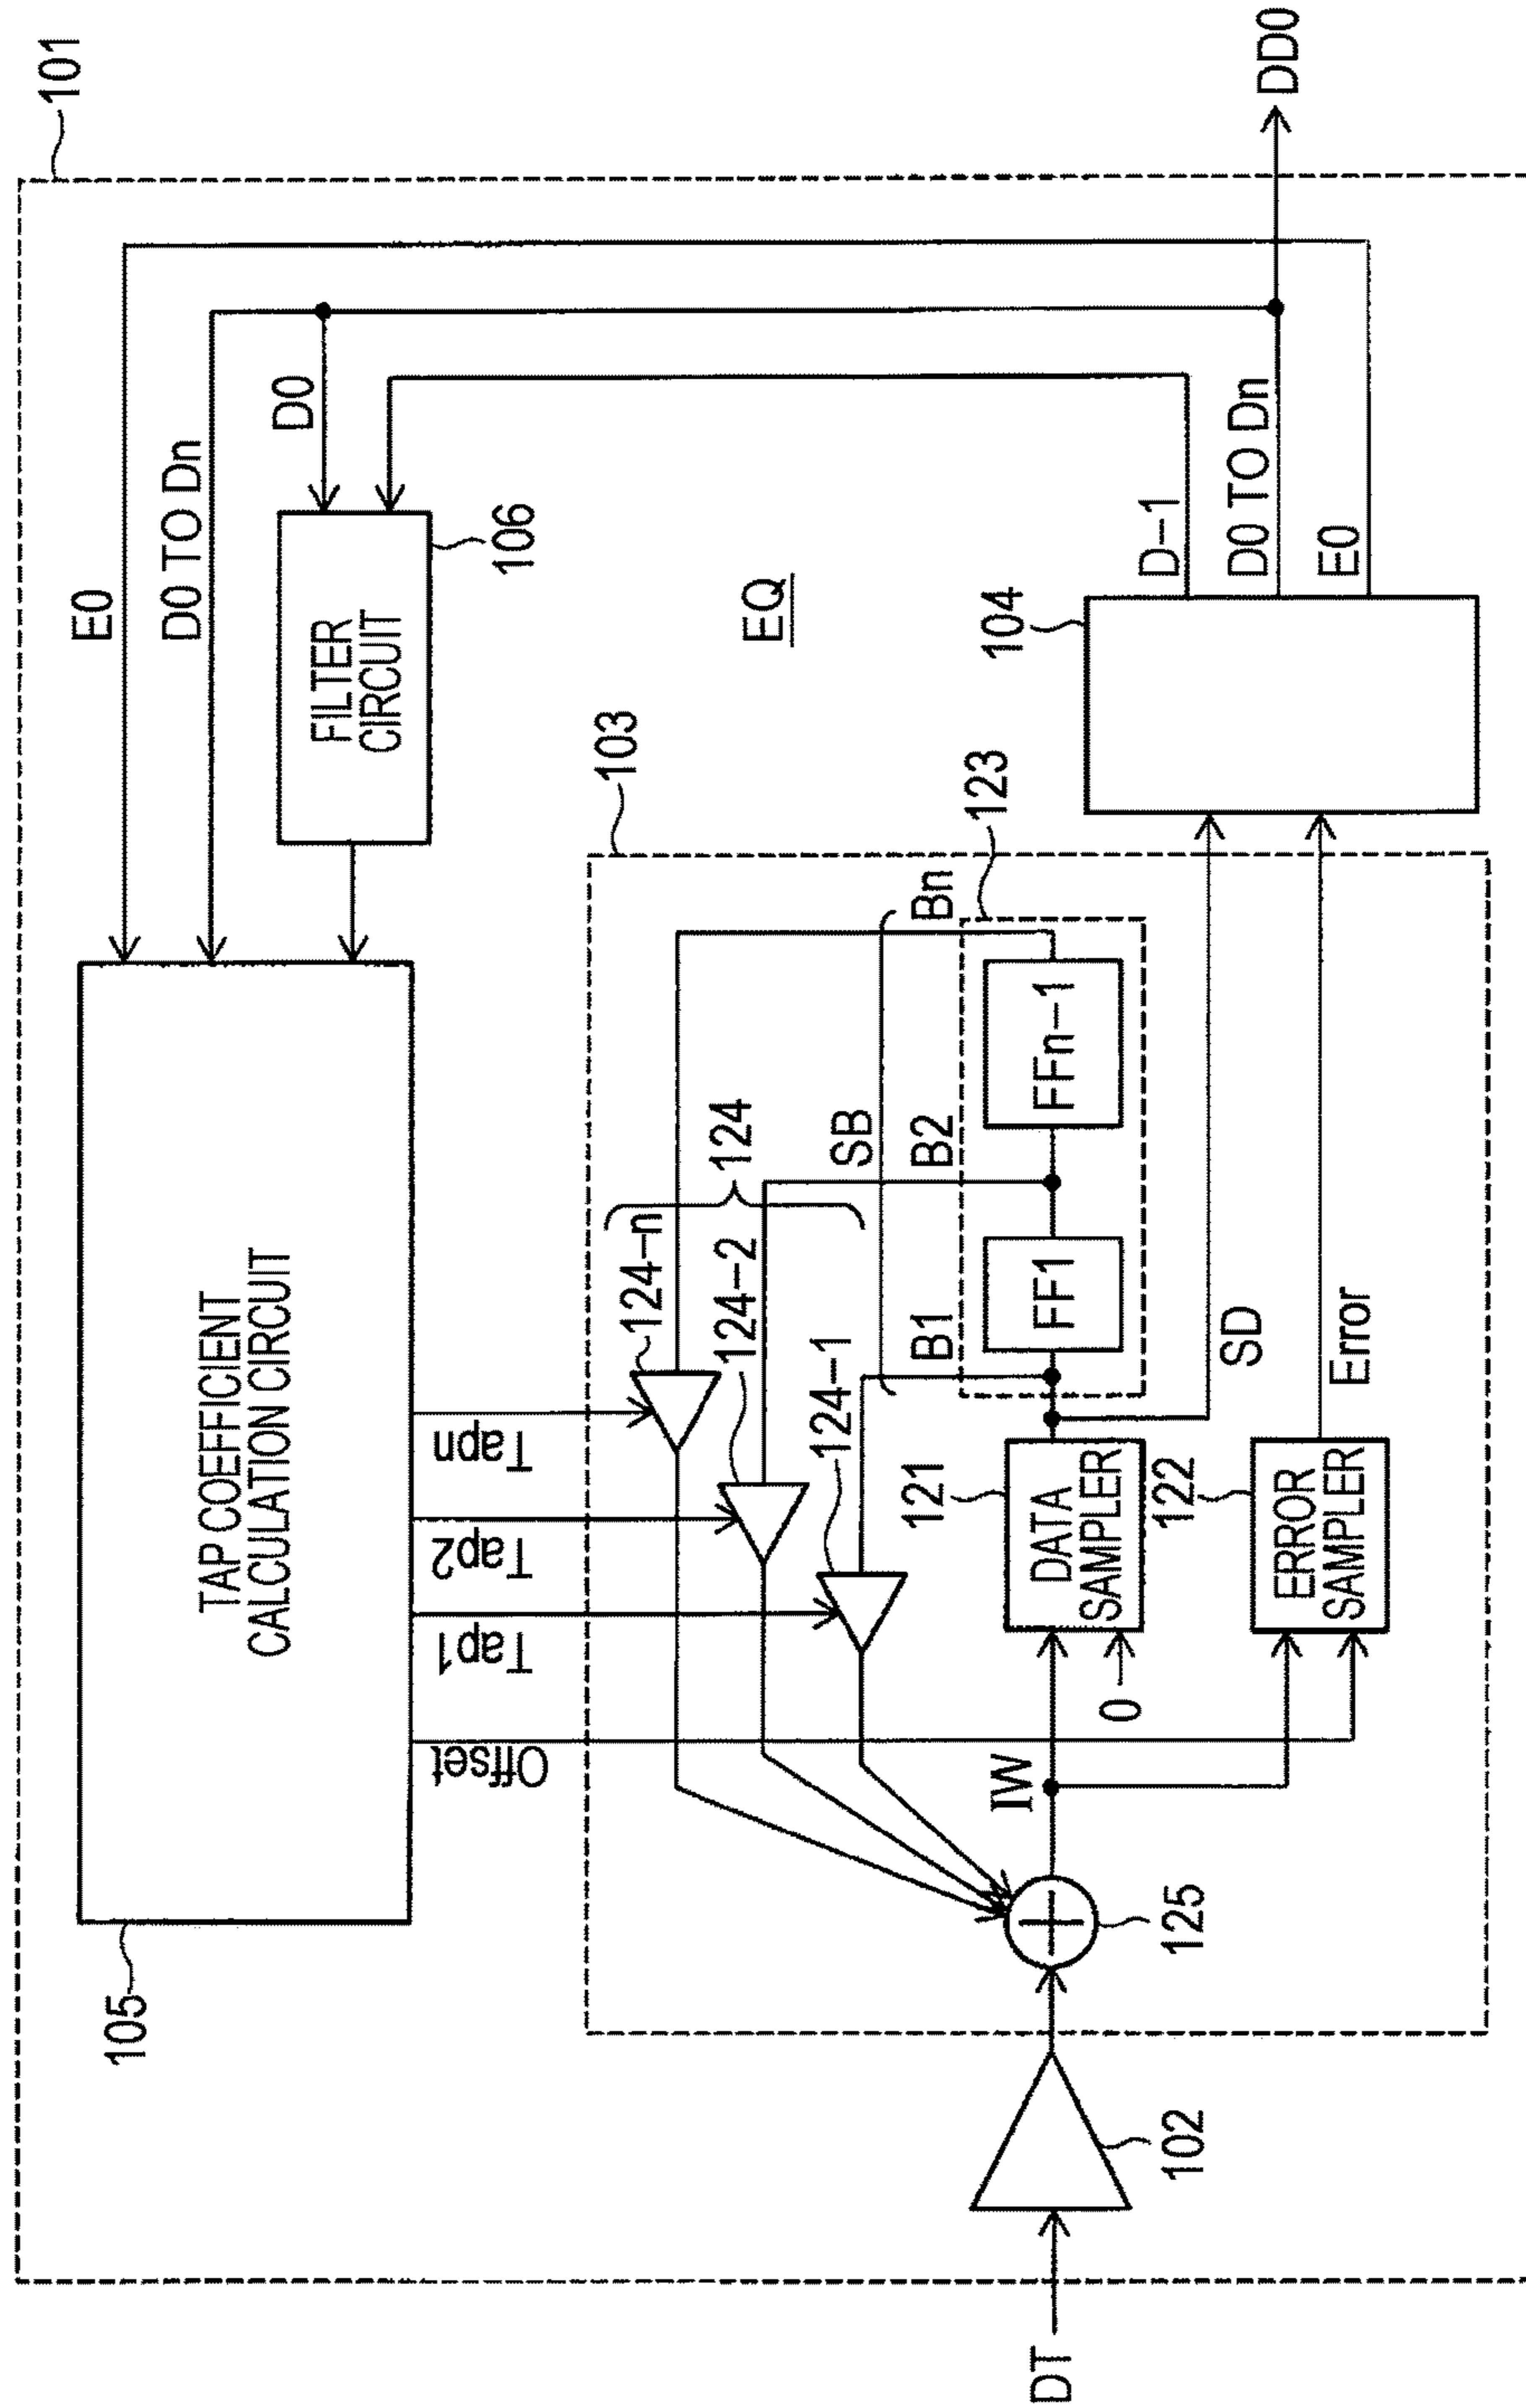 101
105
TAP COEFFICIENT
CALCULATION CIRCUIT
E0
D0 TO Dn
D0
FILTER
CIRCUIT
106
Offset
Tap1
Tap2
Tapn
EQ
103
124-n
124
124-2
124-1
SB
B1
B2
Bn
123
FF1
FFn-1
IW
125
0
121
DATA
SAMPLER
122
ERROR
SAMPLER
SD
Error
104
D-1
D0 TO Dn
E0
DT
102
DD0